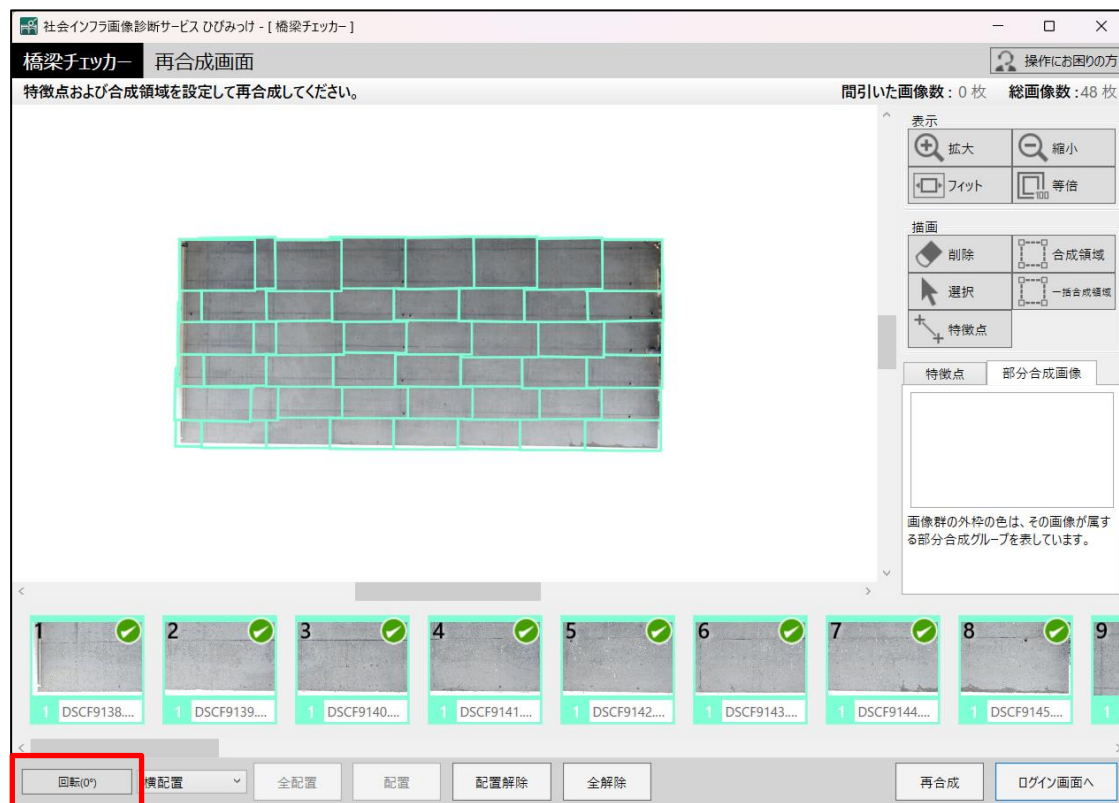 社会インフラ画像診断サービス ひびみっけ - [ 橋梁チェッカー ]
橋梁チェッカー 再合成画面
操作にお困りの方
特徴点および合成領域を設定して再合成してください。
間引いた画像数 : 0 枚 総画像数 : 48 枚
表示
拡大 縮小
フィット 等倍
100
描画
削除 合成領域
選択 一括合成領域
特徴点
特徴点 部分合成画像
画像群の外枠の色は、その画像が属す
る部分合成グループを表しています。
1 2 3 4 5 6 7 8 9
1 DSCF9138.... 1 DSCF9139.... 1 DSCF9140.... 1 DSCF9141.... 1 DSCF9142.... 1 DSCF9143.... 1 DSCF9144.... 1 DSCF9145.... 1
回転(0°) 横配置 全配置 配置 配置解除 全解除 再合成 ログイン画面へ